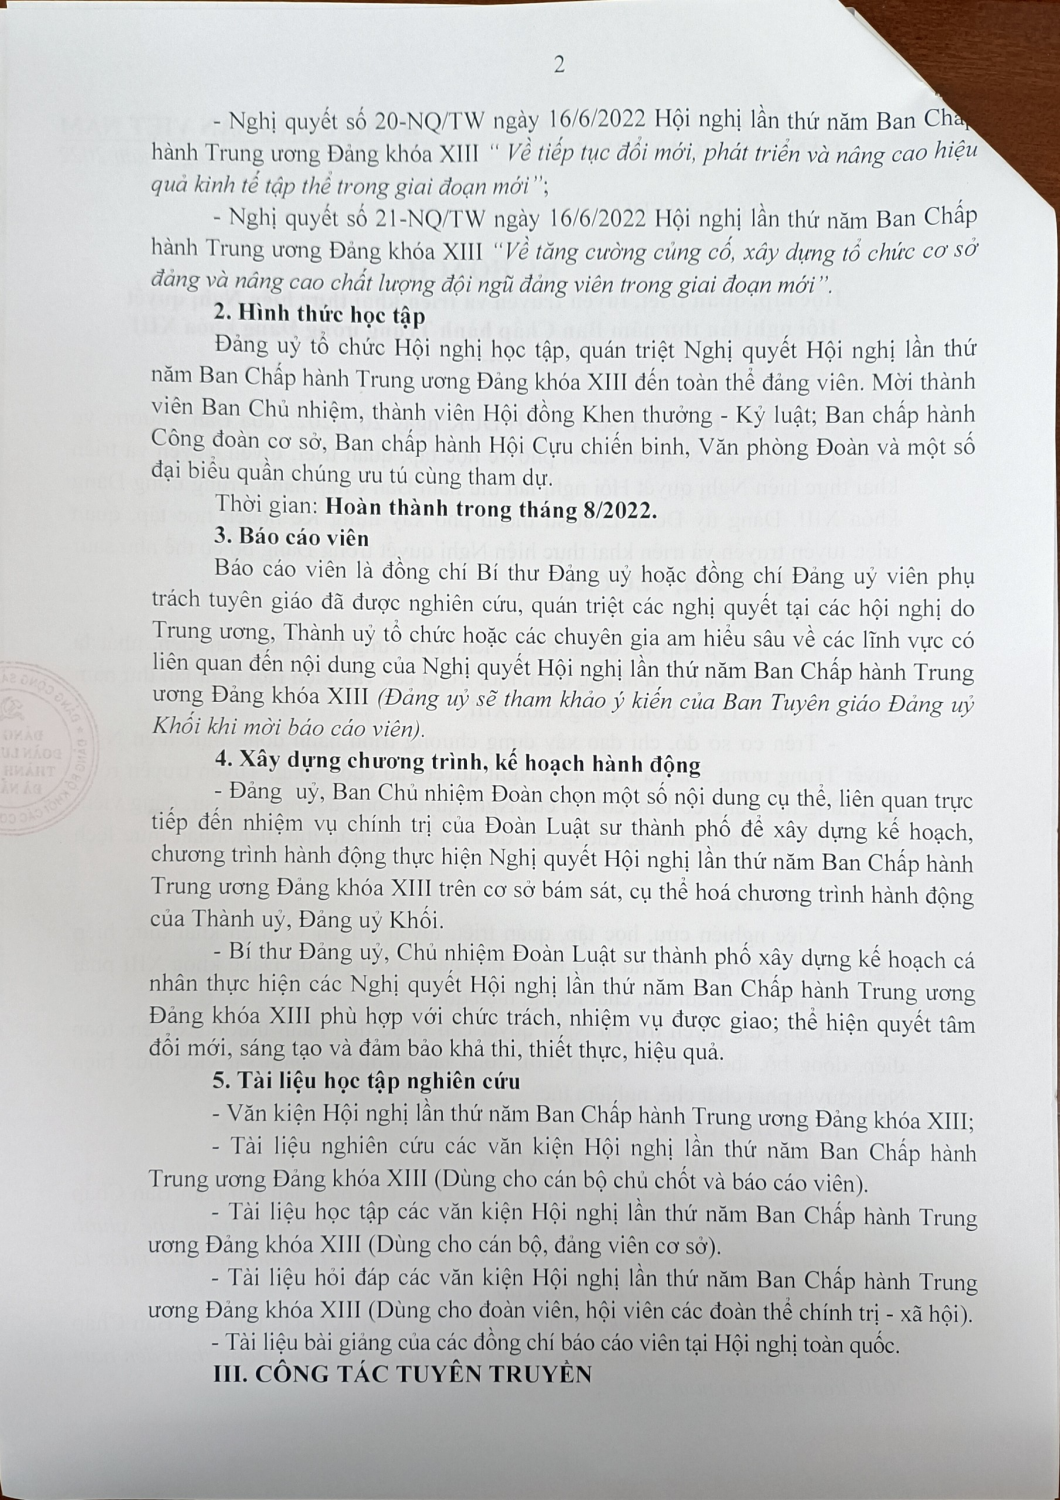 2
- Nghị quyết số 20-NQ/TW ngày 16/6/2022 Hội nghị lần thứ năm Ban Chấp
hành Trung ương Đảng khóa XIII “ Về tiếp tục đổi mới, phát triển và nâng cao hiệu
quả kinh tế tập thể trong giai đoạn mới”;
- Nghị quyết số 21-NQ/TW ngày 16/6/2022 Hội nghị lần thứ năm Ban Chấp
hành Trung ương Đảng khóa XIII “Về tăng cường củng cố, xây dựng tổ chức cơ sở
đảng và nâng cao chất lượng đội ngũ đảng viên trong giai đoạn mới”.
2. Hình thức học tập
Đảng uỷ tổ chức Hội nghị học tập, quán triệt Nghị quyết Hội nghị lần thứ
năm Ban Chấp hành Trung ương Đảng khóa XIII đến toàn thể đảng viên. Mời thành
viên Ban Chủ nhiệm, thành viên Hội đồng Khen thưởng - Kỷ luật; Ban chấp hành
Công đoàn cơ sở, Ban chấp hành Hội Cựu chiến binh, Văn phòng Đoàn và một số
đại biểu quần chúng ưu tú cùng tham dự.
Thời gian: Hoàn thành trong tháng 8/2022.
3. Báo cáo viên
Báo cáo viên là đồng chí Bí thư Đảng uỷ hoặc đồng chí Đảng uỷ viên phụ
trách tuyên giáo đã được nghiên cứu, quán triệt các nghị quyết tại các hội nghị do
Trung ương, Thành uỷ tổ chức hoặc các chuyên gia am hiểu sâu về các lĩnh vực có
liên quan đến nội dung của Nghị quyết Hội nghị lần thứ năm Ban Chấp hành Trung
ương Đảng khóa XIII (Đảng uỷ sẽ tham khảo ý kiến của Ban Tuyên giáo Đảng uỷ
Khối khi mời báo cáo viên).
4. Xây dựng chương trình, kế hoạch hành động
- Đảng uỷ, Ban Chủ nhiệm Đoàn chọn một số nội dung cụ thể, liên quan trực
tiếp đến nhiệm vụ chính trị của Đoàn Luật sư thành phố để xây dựng kế hoạch,
chương trình hành động thực hiện Nghị quyết Hội nghị lần thứ năm Ban Chấp hành
Trung ương Đảng khóa XIII trên cơ sở bám sát, cụ thể hoá chương trình hành động
của Thành uỷ, Đảng uỷ Khối.
- Bí thư Đảng uỷ, Chủ nhiệm Đoàn Luật sư thành phố xây dựng kế hoạch cá
nhân thực hiện các Nghị quyết Hội nghị lần thứ năm Ban Chấp hành Trung ương
Đảng khóa XIII phù hợp với chức trách, nhiệm vụ được giao; thể hiện quyết tâm
đổi mới, sáng tạo và đảm bảo khả thi, thiết thực, hiệu quả.
5. Tài liệu học tập nghiên cứu
- Văn kiện Hội nghị lần thứ năm Ban Chấp hành Trung ương Đảng khóa XIII;
- Tài liệu nghiên cứu các văn kiện Hội nghị lần thứ năm Ban Chấp hành
Trung ương Đảng khóa XIII (Dùng cho cán bộ chủ chốt và báo cáo viên).
- Tài liệu học tập các văn kiện Hội nghị lần thứ năm Ban Chấp hành Trung
ương Đảng khóa XIII (Dùng cho cán bộ, đảng viên cơ sở).
- Tài liệu hỏi đáp các văn kiện Hội nghị lần thứ năm Ban Chấp hành Trung
ương Đảng khóa XIII (Dùng cho đoàn viên, hội viên các đoàn thể chính trị - xã hội).
- Tài liệu bài giảng của các đồng chí báo cáo viên tại Hội nghị toàn quốc.
III. CÔNG TÁC TUYÊN TRUYỀN